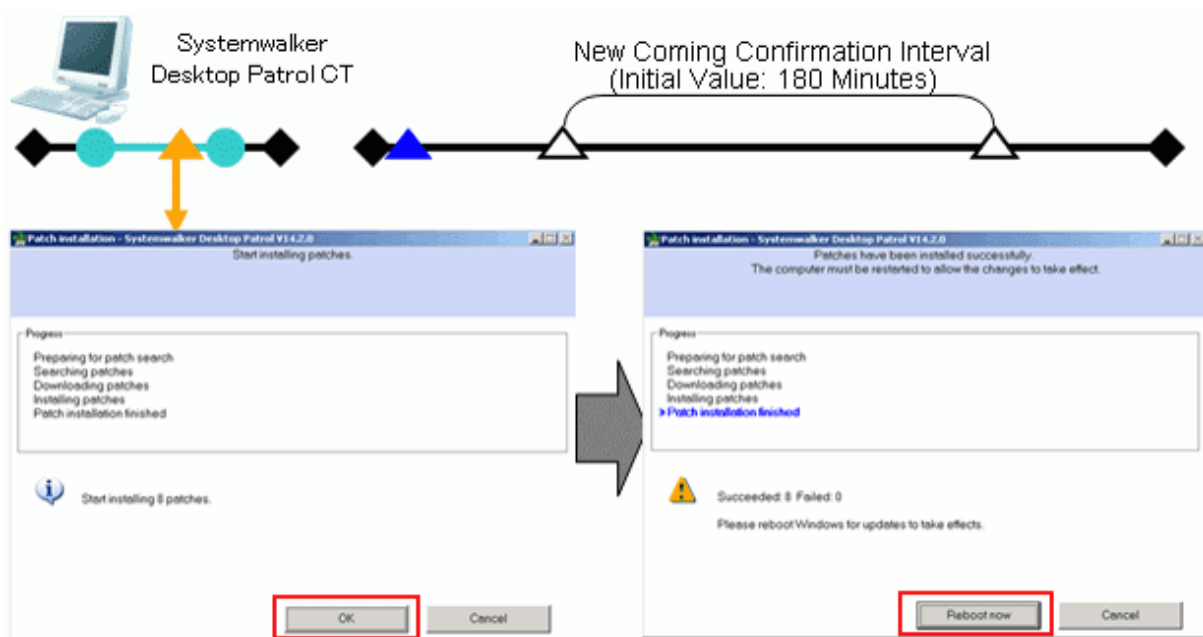 Systemwalker
Desktop Patrol CT
New Coming Confirmation Interval
(Initial Value: 180 Minutes)
Patch installation - Systemwalker Desktop Patrol V14.2.0
Start installing patches.
Progress
Preparing for patch search
Searching patches
Downloading patches
Installing patches
Patch installation finished
Start installing 8 patches.
OK
Cancel
Patch installation - Systemwalker Desktop Patrol V14.2.0
Patches have been installed successfully.
The computer must be restarted to allow the changes to take effect.
Progress
Preparing for patch search
Searching patches
Downloading patches
Installing patches
Patch installation finished
Succeeded: 8 Failed: 0
Please reboot Windows for updates to take effects.
Reboot now
Cancel